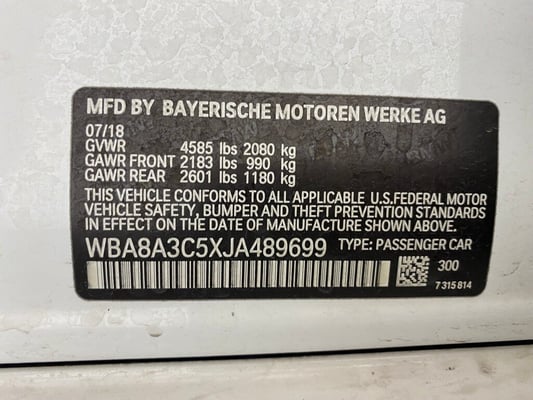 MFD BY BAYERISCHE MOTOREN WERKE AG
07/18
GVWR 4585 lbs 2080 kg
GAWR FRONT 2183 lbs 990 kg
GAWR REAR 2601 lbs 1180 kg
THIS VEHICLE CONFORMS TO ALL APPLICABLE U.S.FEDERAL MOTOR
VEHICLE SAFETY, BUMPER AND THEFT PREVENTION STANDARDS
IN EFFECT ON THE DATE OF MANUFACTURE SHOWN ABOVE.
WBA8A3C5XJA489699 TYPE: PASSENGER CAR
300
7 315 814